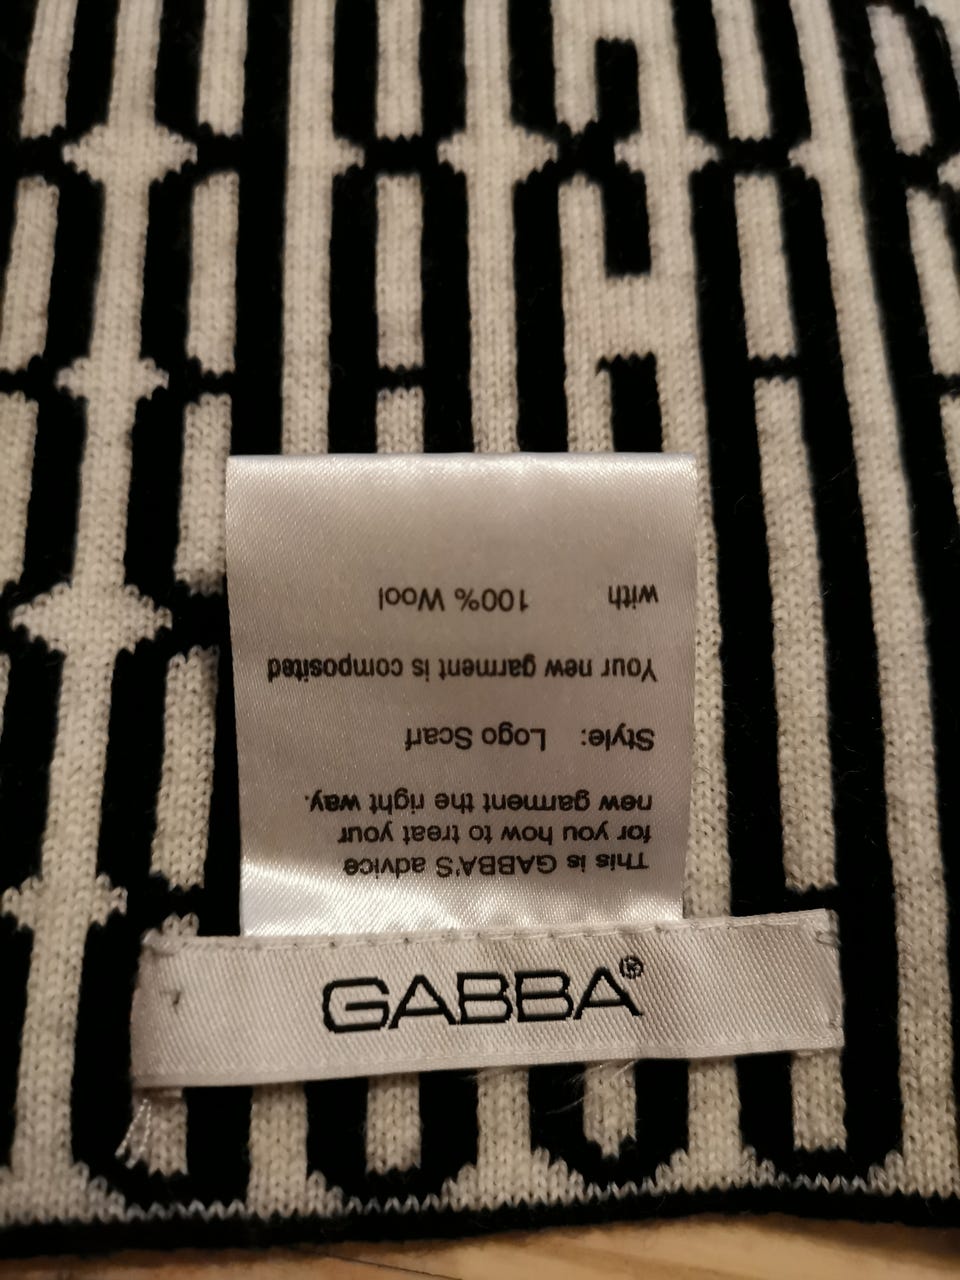 This is GABBA'S advice
for you how to treat your
new garment the right way.
Style: Logo Scarf
Your new garment is composited
with 100% Wool
GABBA®